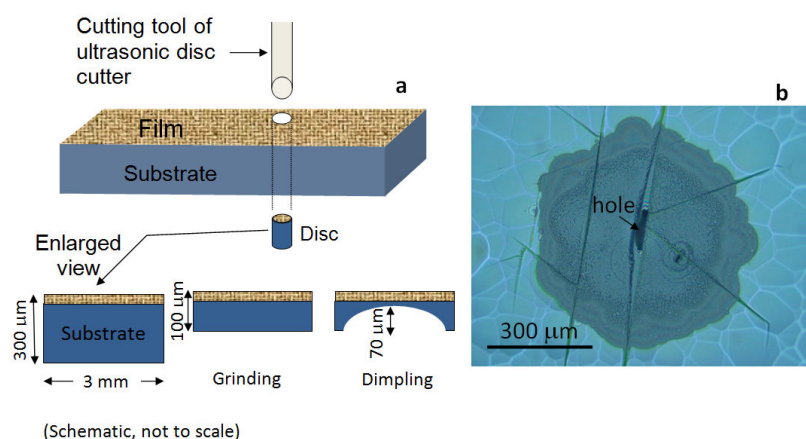 Cutting tool of
ultrasonic disc
cutter
a
Film
Substrate
Disc
Enlarged
view
300 μm
Substrate
3 mm
100 μm
Grinding
70 μm
Dimpling
(Schematic, not to scale)
b
hole
300 μm